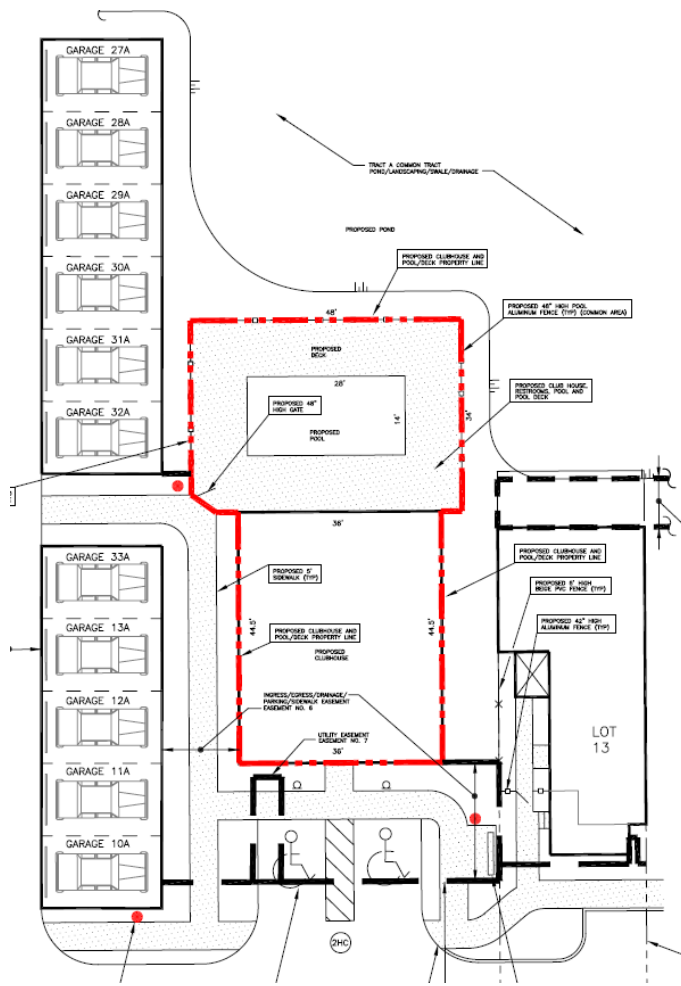 GARAGE 27A
GARAGE 28A
TRACT A COMMON TRACT
POND/LANDSCAPING/SWALE/DRAINAGE
GARAGE 29A
PROPOSED POND
GARAGE 30A
PROPOSED CLUBHOUSE AND
POOL/DECK PROPERTY LINE
48'
PROPOSED 48" HIGH POOL
ALUMINUM FENCE (TYP) (COMMON AREA)
GARAGE 31A
PROPOSED
DECK
28'
PROPOSED CLUB HOUSE,
RESTROOMS, POOL AND
POOL DECK
GARAGE 32A
PROPOSED 48"
HIGH GATE
14'
34'
PROPOSED
POOL
36'
GARAGE 33A
PROPOSED 5'
SIDEWALK (TYP)
PROPOSED CLUBHOUSE AND
POOL/DECK PROPERTY LINE
PROPOSED 6' HIGH
BEIGE PVC FENCE (TYP)
GARAGE 13A
44.5'
44.5'
PROPOSED CLUBHOUSE AND
POOL/DECK PROPERTY LINE
PROPOSED 42" HIGH
ALUMINUM FENCE (TYP)
PROPOSED
CLUBHOUSE
GARAGE 12A
INGRESS/EGRESS/DRAINAGE/
PARKING/SIDEWALK EASEMENT
EASEMENT NO. 6
LOT
13
UTILITY EASEMENT
EASEMENT NO. 7
36'
GARAGE 11A
GARAGE 10A
2HC